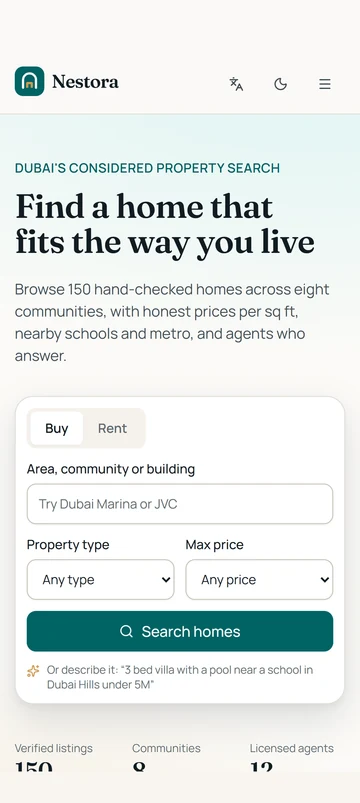 Nestora
DUBAI'S CONSIDERED PROPERTY SEARCH
Find a home that
fits the way you live
Browse 150 hand-checked homes across eight
communities, with honest prices per sq ft,
nearby schools and metro, and agents who
answer.
Buy Rent
Area, community or building
Try Dubai Marina or JVC
Property type Max price
Any type Any price
Search homes
Or describe it: “3 bed villa with a pool near a school in
Dubai Hills under 5M”
Verified listings Communities Licensed agents
150 8 12